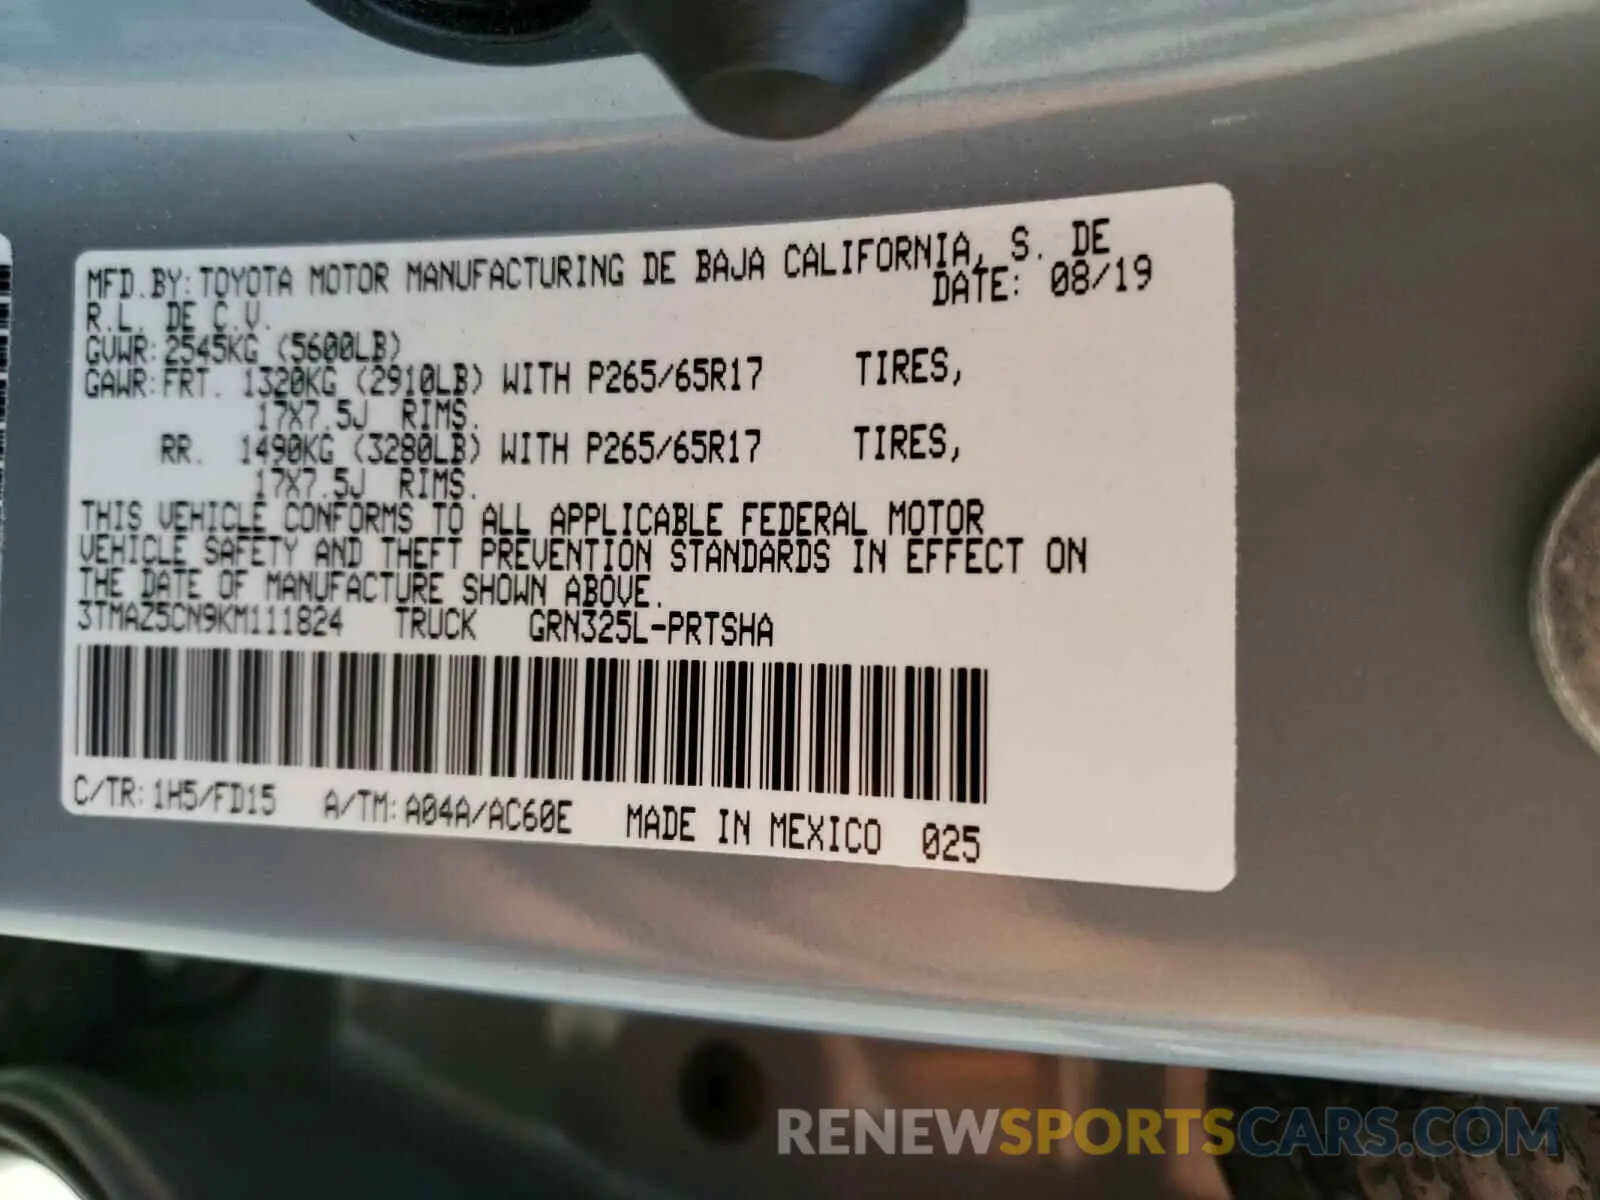 MFD.BY: TOYOTA MOTOR MANUFACTURING DE BAJA CALIFORNIA, S. DE
R.L. DE C.V. DATE: 08/19
GVWR: 2545KG (5600LB)
GAWR: FRT. 1320KG (2910LB) WITH P265/65R17 TIRES,
17X7.5J RIMS.
RR. 1490KG (3280LB) WITH P265/65R17 TIRES,
17X7.5J RIMS.
THIS VEHICLE CONFORMS TO ALL APPLICABLE FEDERAL MOTOR
VEHICLE SAFETY AND THEFT PREVENTION STANDARDS IN EFFECT ON
THE DATE OF MANUFACTURE SHOWN ABOVE.
3TMAZ5CN9KM111824 TRUCK GRN325L-PRTSHA
C/TR: 1H5/FD15 A/TM: A04A/AC60E MADE IN MEXICO 025
RENEWSPORTSCARS.COM